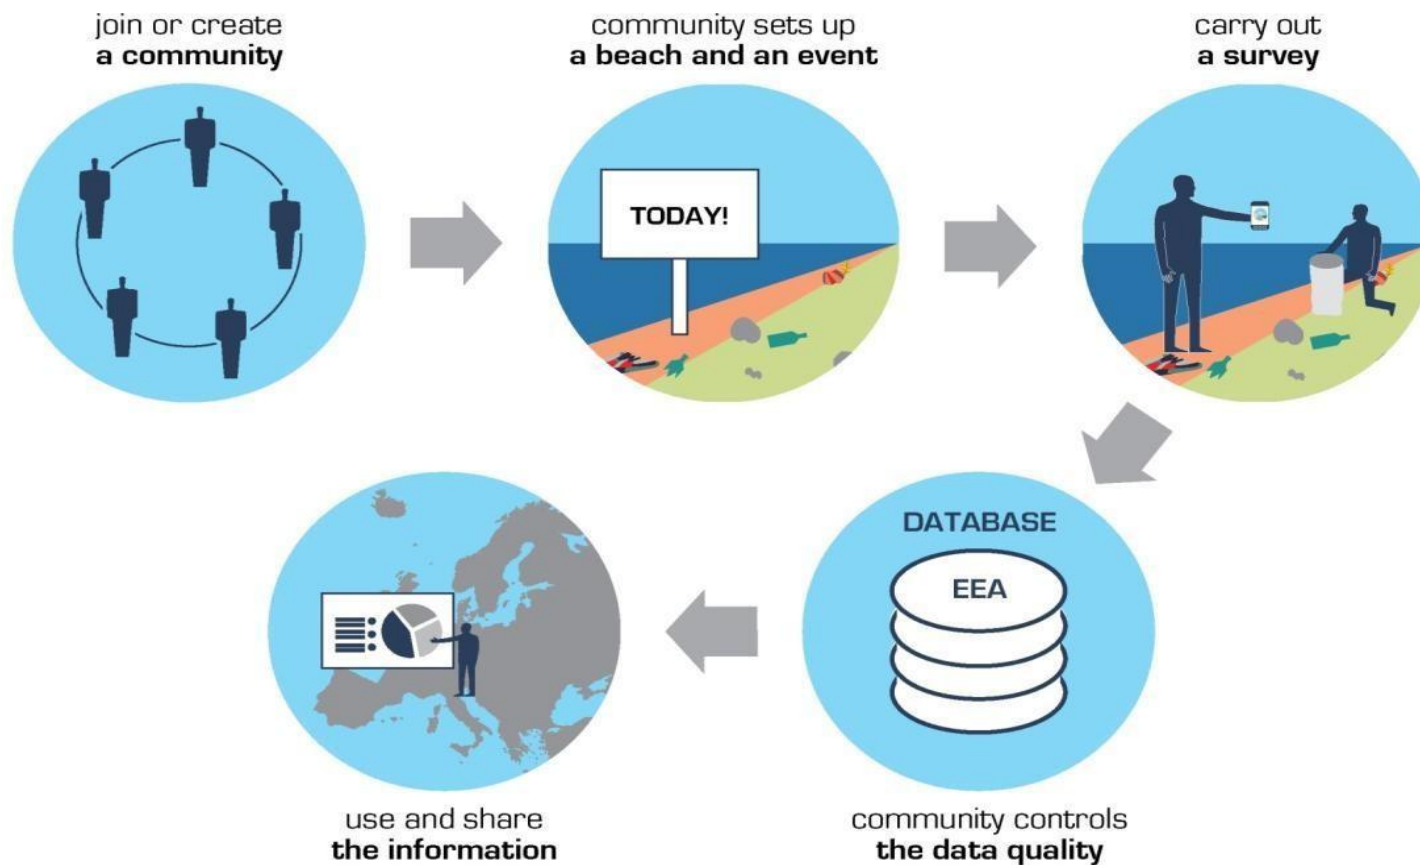 join or create
a community
community sets up
a beach and an event
carry out
a survey
TODAY!
DATABASE
EEA
use and share
the information
community controls
the data quality